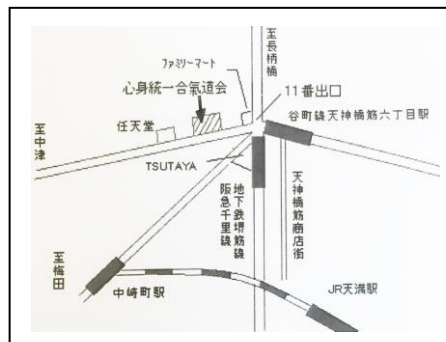 至長柄橋
ファミリーマート
心身統一合氣道会
11番出口
谷町線天神橋筋六丁目駅
任天堂
至中津
TSUTAYA
地下鉄堺筋線
阪急千里線
天神橋筋商店街
至梅田
中崎町駅
JR天満駅